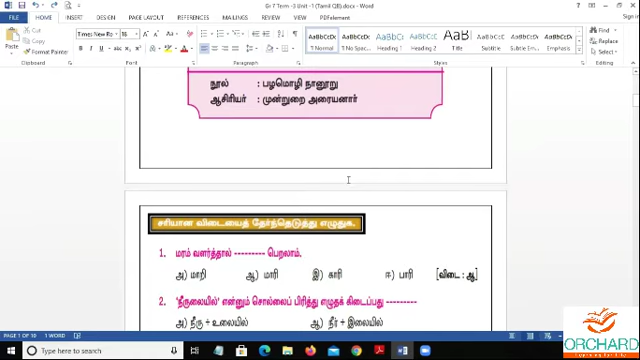 Gr 7 Term - 3 Unit - 1 (Tamil QB).docx - Word
FILE HOME INSERT DESIGN PAGE LAYOUT REFERENCES MAILINGS REVIEW VIEW PDFelement Sign in
Paste Cut Copy Format Painter Clipboard
Times New Ro 16 Font Paragraph
AaBbCcDc AaBbCcDc AaBbCc AaBbCcC AaBl AaBbCcD AaBbCcDc AaBbCcDc
¶ Normal ¶ No Spac... Heading 1 Heading 2 Title Subtitle Subtle Em... Emphasis Styles
Find Replace Select Editing
நூல் : பழமொழி நானூறு
ஆசிரியர் : முன்றுறை அரையனார்
சரியான விடையைத் தேர்ந்தெடுத்து எழுதுக.
1. மரம் வளர்த்தால் --------- பெறலாம்.
அ) மாறி ஆ) மாரி இ) காரி ஈ) பாரி [விடை : ஆ]
2. 'நீருலையில்' என்னும் சொல்லைப் பிரித்து எழுதக் கிடைப்பது ---------
அ) நீரு + உலையில் ஆ) நீர் + இலையில்
PAGE 1 OF 10 1 WORD
Type here to search
ORCHARD